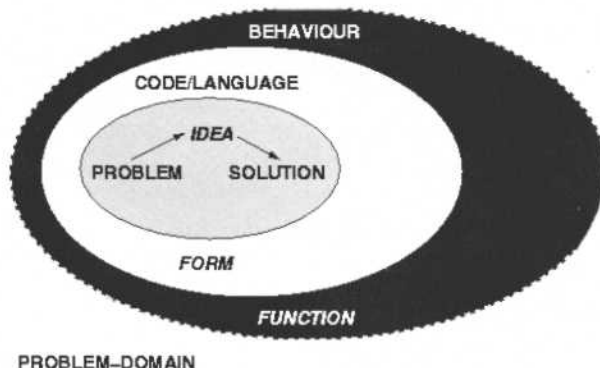 BEHAVIOUR
CODE/LANGUAGE
IDEA
PROBLEM SOLUTION
FORM
FUNCTION
PROBLEM–DOMAIN